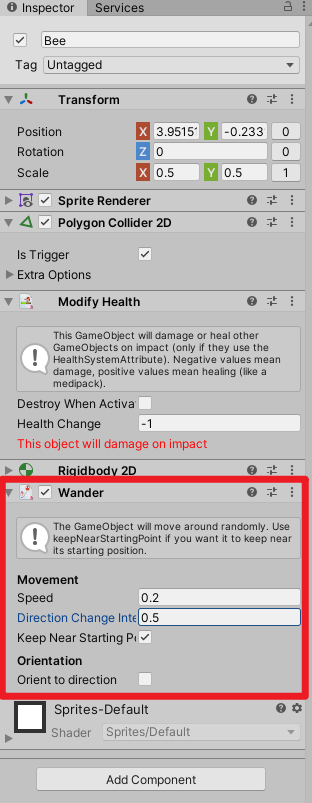 Inspector Services
Bee
Tag Untagged
Transform
Position X 3.9515 Y -0.233 0
Rotation Z 0 0
Scale X 0.5 Y 0.5 1
Sprite Renderer
Polygon Collider 2D
Is Trigger
Extra Options
Modify Health
This GameObject will damage or heal other
GameObjects on impact (only if they use the
HealthSystemAttribute). Negative values mean
damage, positive values mean healing (like a
medipack).
Destroy When Activa
Health Change -1
This object will damage on impact
Rigidbody 2D
Wander
The GameObject will move around randomly. Use
keepNearStartingPoint if you want it to keep near
its starting position.
Movement
Speed 0.2
Direction Change Inte 0.5
Keep Near Starting Po
Orientation
Orient to direction
Sprites-Default
Shader Sprites/Default
Add Component